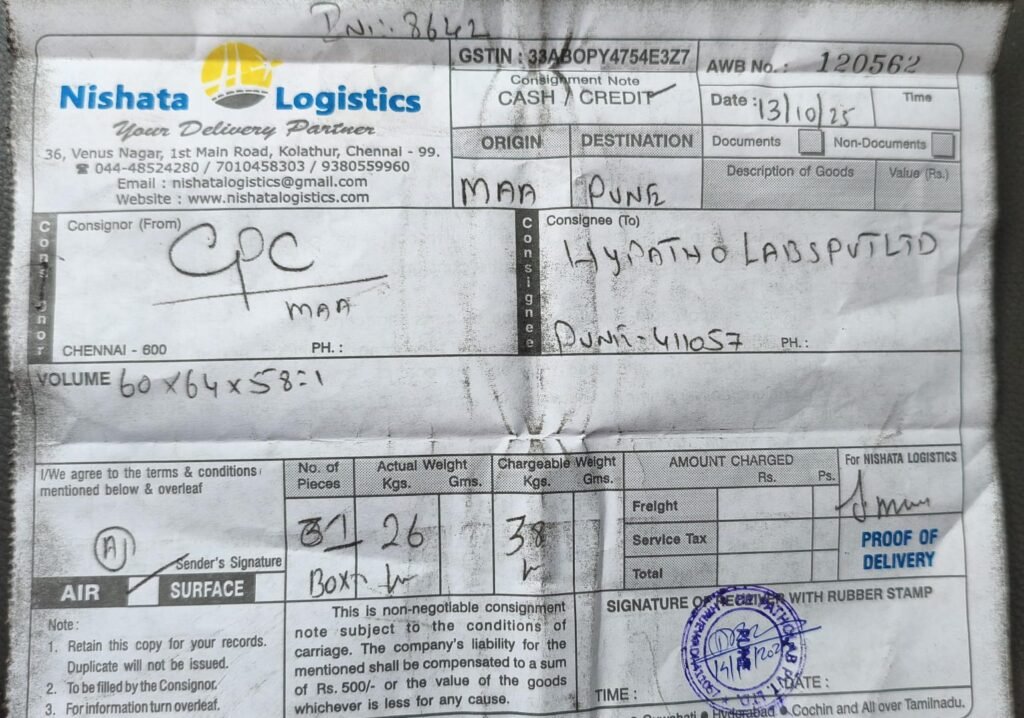 INV:- 8642
Nishata Logistics
Your Delivery Partner
36, Venus Nagar, 1st Main Road, Kolathur, Chennai - 99.
☎ 044-48524280 / 7010458303 / 9380559960
Email : nishatalogistics@gmail.com
Website : www.nishatalogistics.com
GSTIN : 33ABOPY4754E3Z7
Consignment Note
CASH / CREDIT
AWB No. : 120562
Date : 13/10/25 Time
ORIGIN DESTINATION
MAA PUNE
Documents Non-Documents
Description of Goods Value (Rs.)
Consignor
Consignor (From)
CPC
MAA
CHENNAI - 600 PH. :
Consignee
Consignee (To)
HYPATHO LABS PVT LTD
PUNE-411057 PH. :
VOLUME 60 x 64 x 58 = 1
I/We agree to the terms & conditions
mentioned below & overleaf
A
Sender's Signature
AIR SURFACE
No. of Pieces
Actual Weight
Kgs. Gms.
Chargeable Weight
Kgs. Gms.
01 26 38
BOX
AMOUNT CHARGED
Rs. Ps.
Freight
Service Tax
Total
For NISHATA LOGISTICS
PROOF OF
DELIVERY
Note :
1. Retain this copy for your records.
Duplicate will not be issued.
2. To be filled by the Consignor.
3. For information turn overleaf.
This is non-negotiable consignment
note subject to the conditions of
carriage. The company's liability for the
mentioned shall be compensated to a sum
of Rs. 500/- or the value of the goods
whichever is less for any cause.
SIGNATURE OF RECEIVER WITH RUBBER STAMP
PUNE
TIME : DATE :
Guwahati ● Hyderabad ● Cochin and All over Tamilnadu.